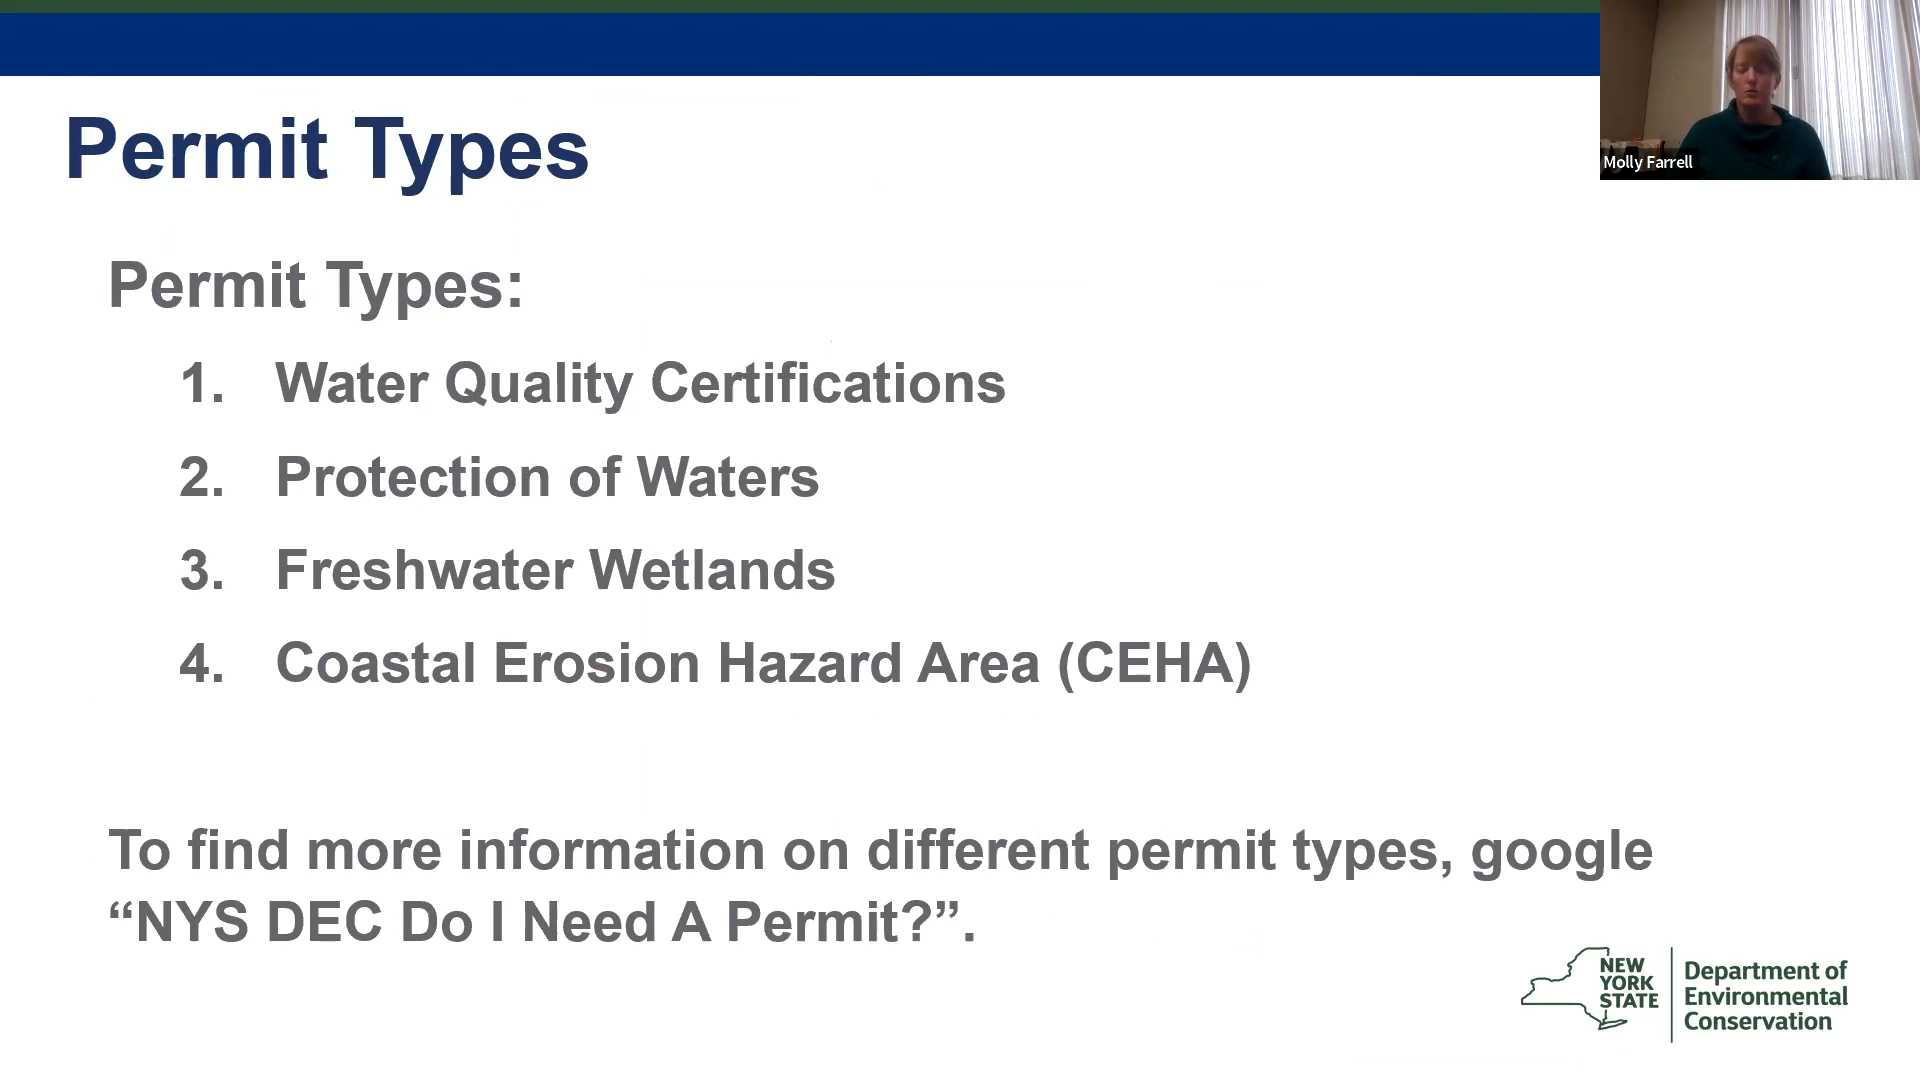 Permit Types
Molly Farrell
Permit Types:
1. Water Quality Certifications
2. Protection of Waters
3. Freshwater Wetlands
4. Coastal Erosion Hazard Area (CEHA)
To find more information on different permit types, google
“NYS DEC Do I Need A Permit?”.
NEW
YORK
STATE
Department of
Environmental
Conservation